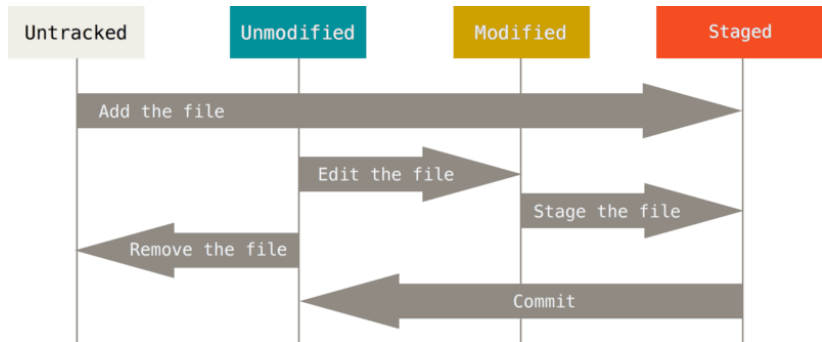 Untracked
Unmodified
Modified
Staged
Add the file
Edit the file
Stage the file
Remove the file
Commit